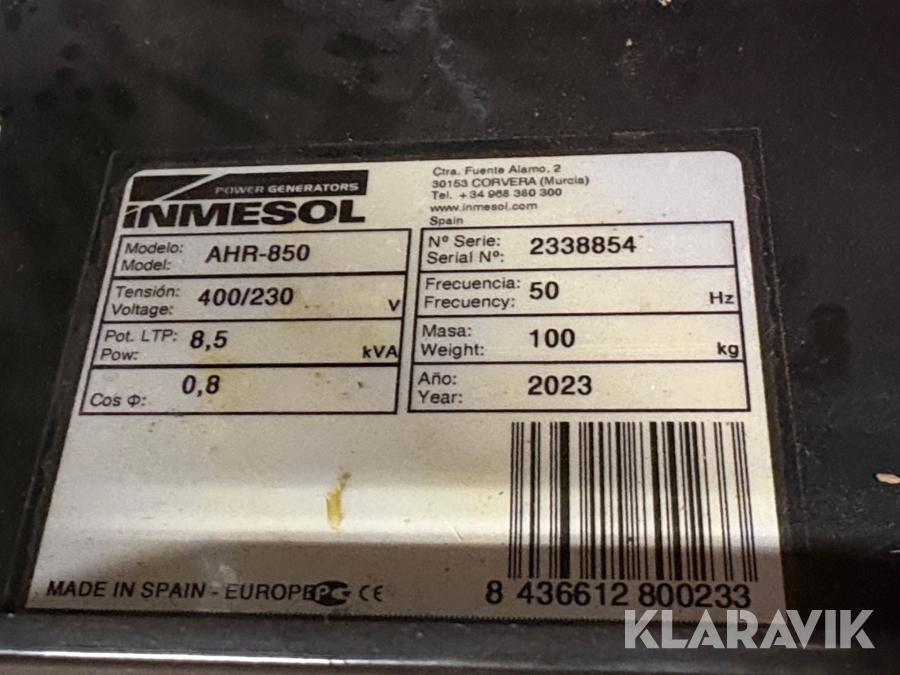 POWER GENERATORS
INMESOL
Ctra. Fuente Alamo, 2
30153 CORVERA (Murcia)
Tel. +34 968 380 300
www.inmesol.com
Spain
Modelo:
Model: AHR-850
Tensión:
Voltage: 400/230 V
Pot. LTP:
Pow: 8,5 kVA
Cos Φ: 0,8
Nº Serie:
Serial Nº: 2338854
Frecuencia:
Frecuency: 50 Hz
Masa:
Weight: 100 kg
Año:
Year: 2023
MADE IN SPAIN - EUROPE CE
8 436612 800233
KLARAVIK